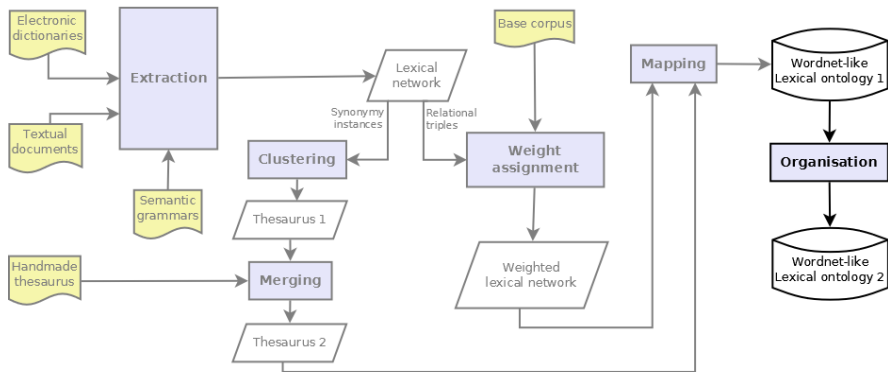 Electronic
dictionaries
Textual
documents
Extraction
Semantic
grammars
Lexical
network
Synonymy
instances
Relational
triples
Base corpus
Clustering
Thesaurus 1
Handmade
thesaurus
Merging
Thesaurus 2
Weight
assignment
Weighted
lexical network
Mapping
Wordnet-like
Lexical ontology 1
Organisation
Wordnet-like
Lexical ontology 2